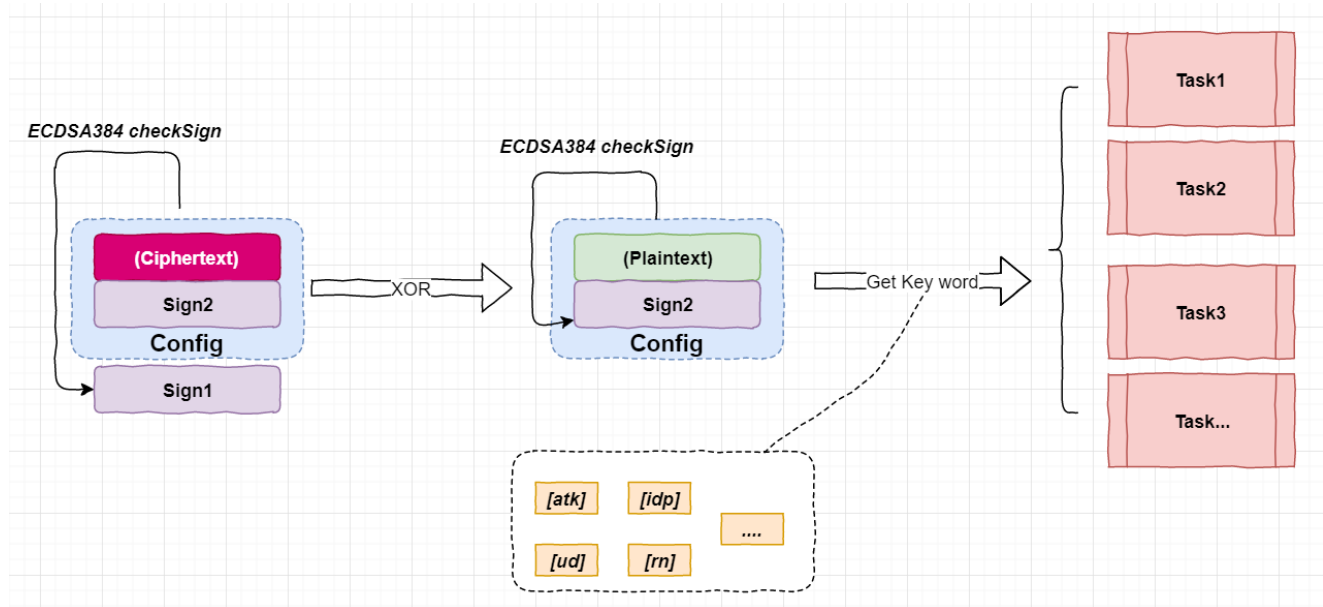 ECDSA384 checkSign
(Ciphertext)
Sign2
Config
Sign1
XOR
ECDSA384 checkSign
(Plaintext)
Sign2
Config
Get Key word
[atk]
[idp]
....
[ud]
[rn]
Task1
Task2
Task3
Task...